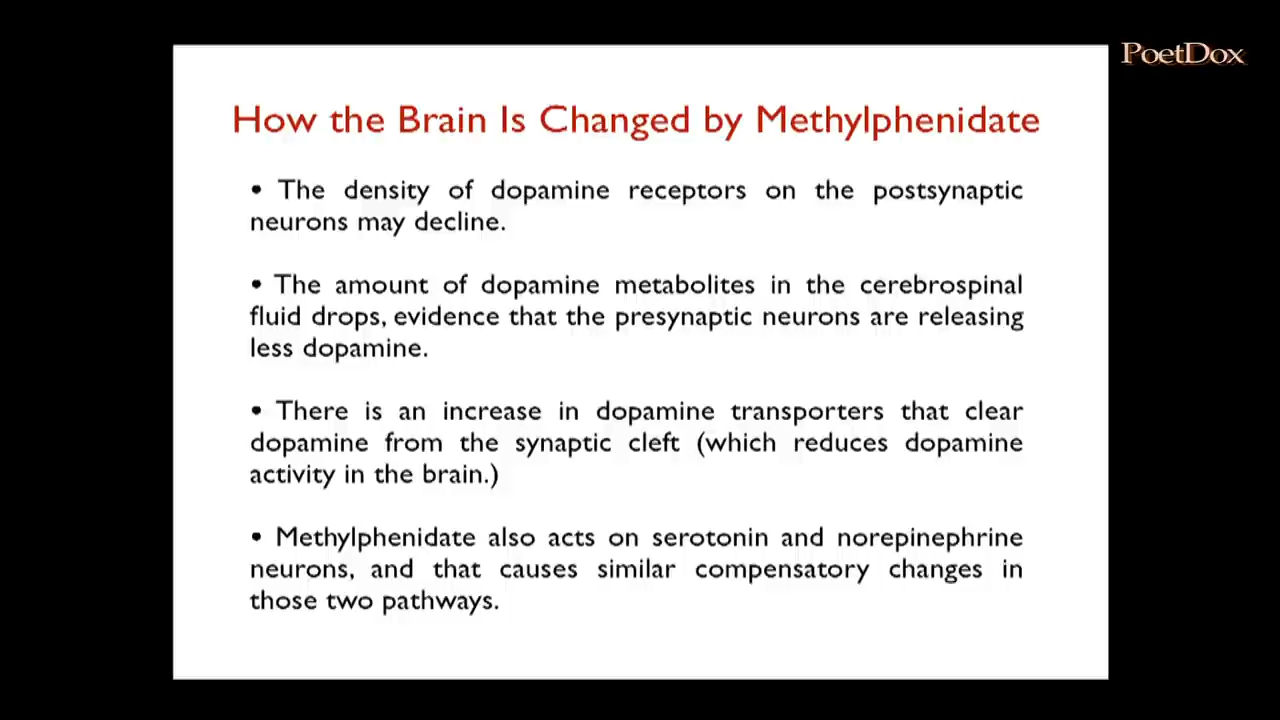 PoetDox
How the Brain Is Changed by Methylphenidate
• The density of dopamine receptors on the postsynaptic
neurons may decline.
• The amount of dopamine metabolites in the cerebrospinal
fluid drops, evidence that the presynaptic neurons are releasing
less dopamine.
• There is an increase in dopamine transporters that clear
dopamine from the synaptic cleft (which reduces dopamine
activity in the brain.)
• Methylphenidate also acts on serotonin and norepinephrine
neurons, and that causes similar compensatory changes in
those two pathways.